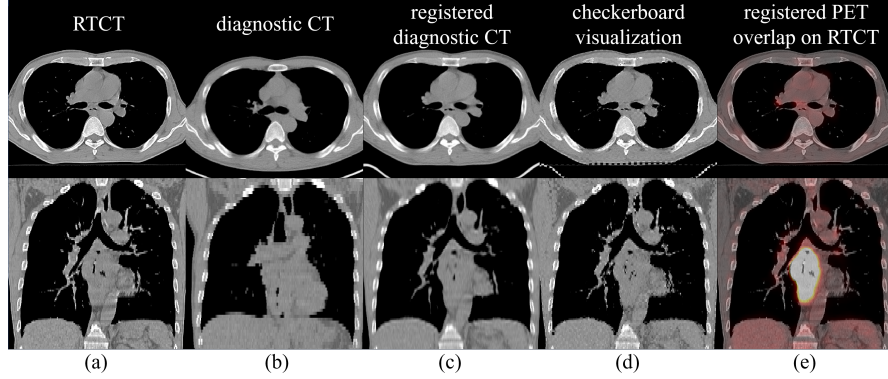 RTCT
diagnostic CT
registered
diagnostic CT
checkerboard
visualization
registered PET
overlap on RTCT
(a)
(b)
(c)
(d)
(e)